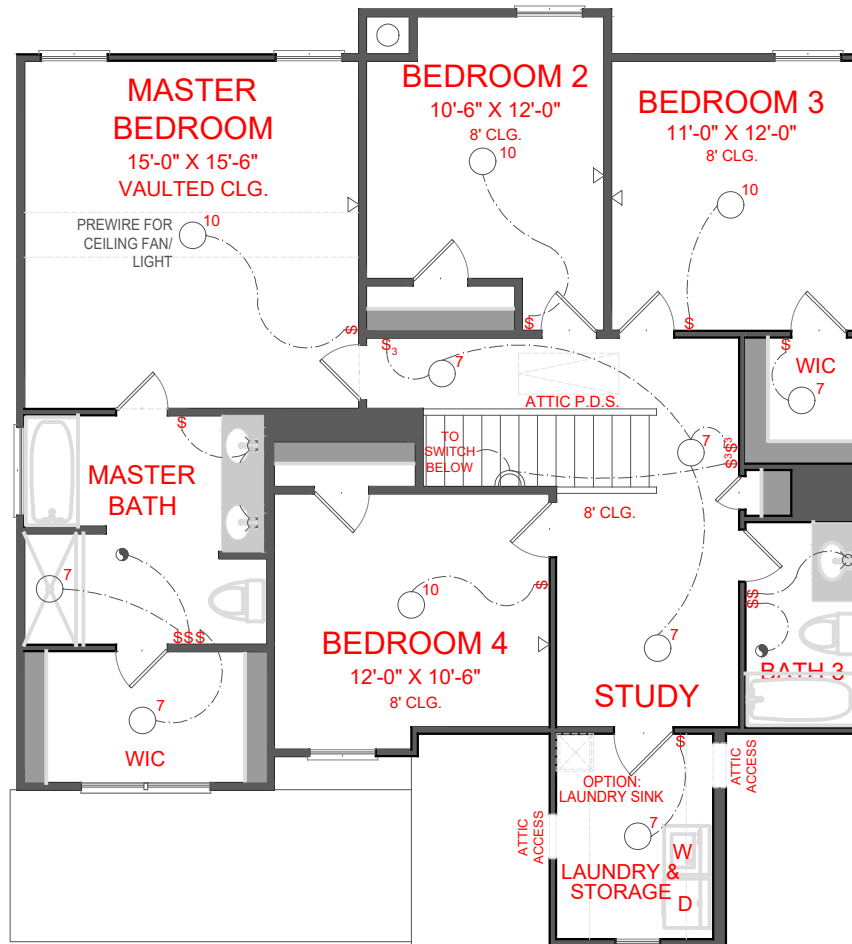 MASTER
BEDROOM
15'-0" X 15'-6"
VAULTED CLG.
PREWIRE FOR
CEILING FAN/
LIGHT
10
$
BEDROOM 2
10'-6" X 12'-0"
8' CLG.
10
$
BEDROOM 3
11'-0" X 12'-0"
8' CLG.
10
$
$3
7
ATTIC P.D.S.
$
WIC
7
TO
SWITCH
BELOW
7
$3$3
8' CLG.
$
MASTER
BATH
7
$$$
7
WIC
10
$
BEDROOM 4
12'-0" X 10'-6"
8' CLG.
7
STUDY
$$
BATH 3
$
OPTION:
LAUNDRY SINK
7
ATTIC
ACCESS
ATTIC
ACCESS
LAUNDRY &
STORAGE
W
D